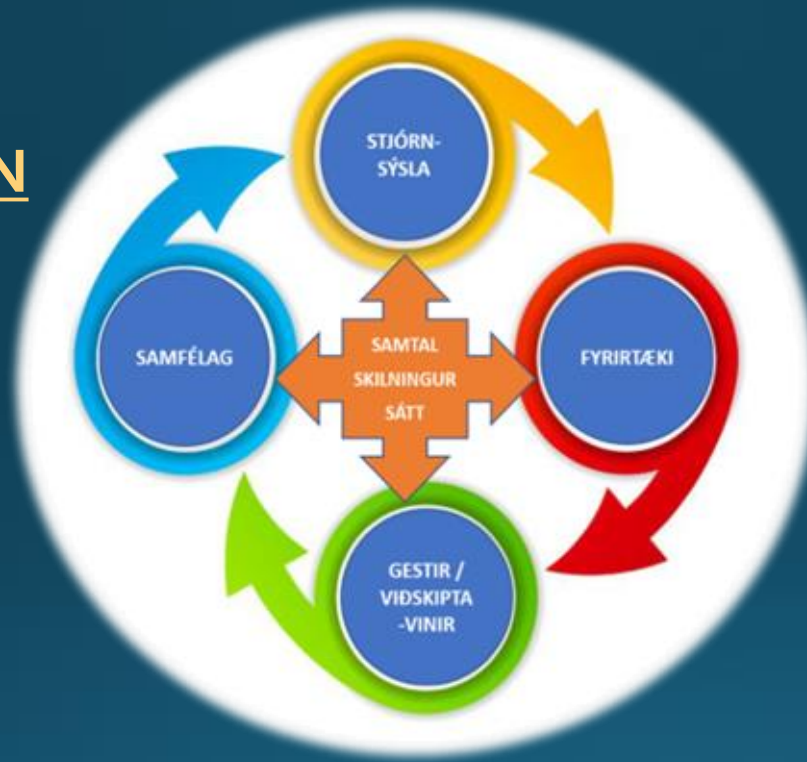 N
STJÓRN-
SÝSLA
SAMFÉLAG
SAMTAL
SKILNINGUR
SÁTT
FYRIRTÆKI
GESTIR /
VIÐSKIPTA
-VINIR